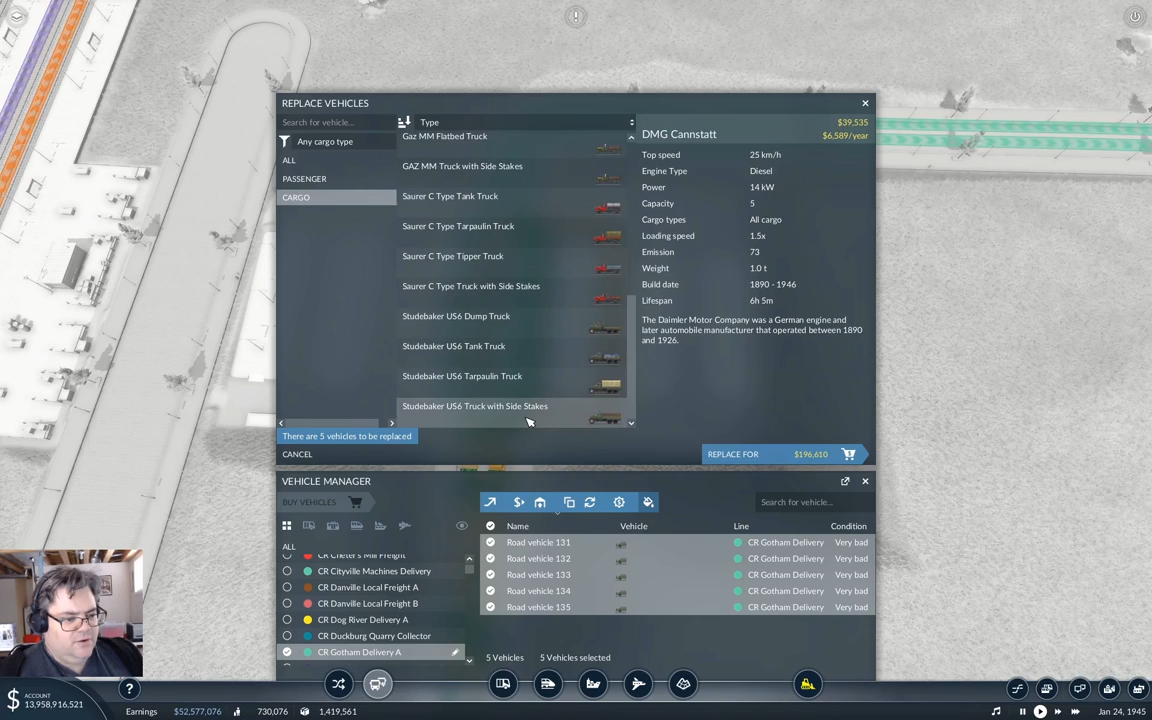 REPLACE VEHICLES
Search for vehicle...
Type
Any cargo type
ALL
PASSENGER
CARGO
Gaz MM Flatbed Truck
GAZ MM Truck with Side Stakes
Saurer C Type Tank Truck
Saurer C Type Tarpaulin Truck
Saurer C Type Tipper Truck
Saurer C Type Truck with Side Stakes
Studebaker US6 Dump Truck
Studebaker US6 Tank Truck
Studebaker US6 Tarpaulin Truck
Studebaker US6 Truck with Side Stakes
DMG Cannstatt
$39,535
$6,589/year
Top speed 25 km/h
Engine Type Diesel
Power 14 kW
Capacity 5
Cargo types All cargo
Loading speed 1.5x
Emission 73
Weight 1.0 t
Build date 1890 - 1946
Lifespan 6h 5m
The Daimler Motor Company was a German engine and
later automobile manufacturer that operated between 1890
and 1926.
There are 5 vehicles to be replaced
CANCEL
REPLACE FOR $196,610
VEHICLE MANAGER
BUY VEHICLES
Search for vehicle...
ALL
CR Cheter's Mill Freight
CR Cityville Machines Delivery
CR Danville Local Freight A
CR Danville Local Freight B
CR Dog River Delivery A
CR Duckburg Quarry Collector
CR Gotham Delivery A
Name Vehicle Line Condition
Road vehicle 131 CR Gotham Delivery Very bad
Road vehicle 132 CR Gotham Delivery Very bad
Road vehicle 133 CR Gotham Delivery Very bad
Road vehicle 134 CR Gotham Delivery Very bad
Road vehicle 135 CR Gotham Delivery Very bad
5 Vehicles 5 Vehicles selected
ACCOUNT
13,958,916,521
Earnings $52,577,076 730,076 1,419,561
Jan 24, 1945